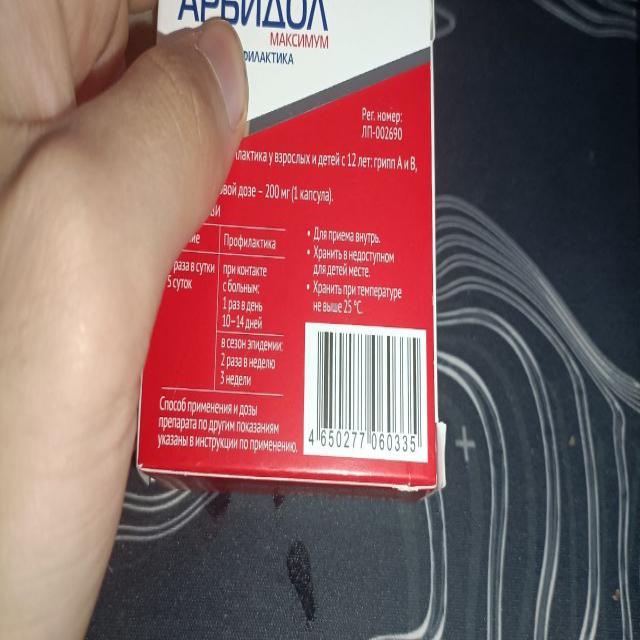 АРБИДОЛ
МАКСИМУМ
Рег. номер:
ЛП-002690
у взрослых и детей с 12 лет: грипп А и В,
дозе – 200 мг (1 капсула).
Профилактика
раза в сутки
5 суток
при контакте
с больным:
1 раз в день
10–14 дней
в сезон эпидемии:
2 раза в неделю
3 недели
• Для приема внутрь.
• Хранить в недоступном
для детей месте.
• Хранить при температуре
не выше 25 °С.
Способ применения и дозы
препарата по другим показаниям
указаны в инструкции по применению.
4 650277 060335